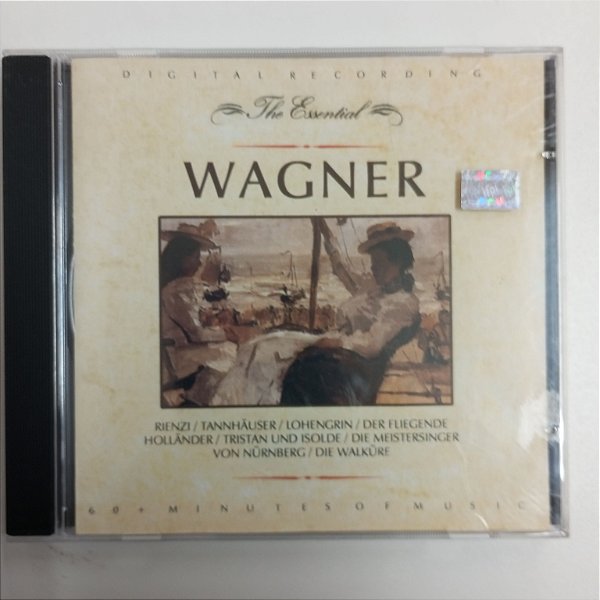 DIGITAL RECORDING
The Essential
WAGNER
RIENZI / TANNHÄUSER / LOHENGRIN / DER FLIEGENDE
HOLLÄNDER / TRISTAN UND ISOLDE / DIE MEISTERSINGER
VON NÜRNBERG / DIE WALKÜRE
60+ MINUTES OF MUSIC